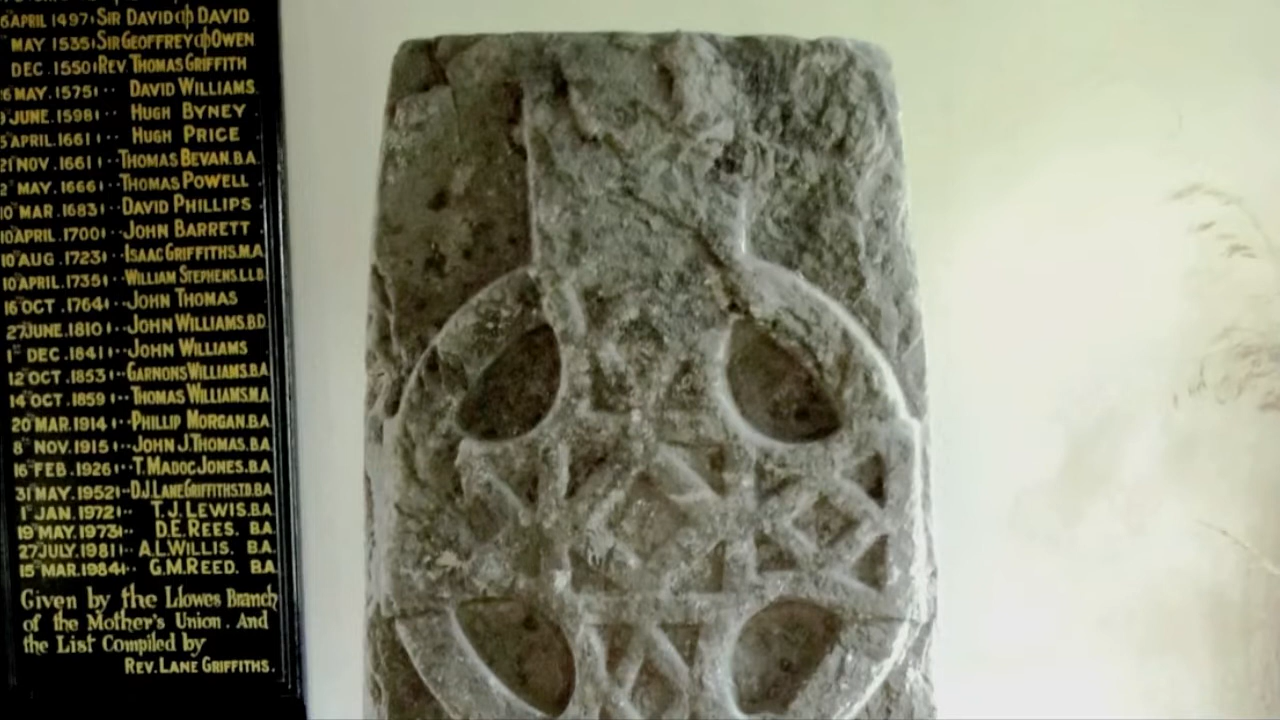 6 APRIL 1497 SIR DAVID ap DAVID
MAY 1535 SIR GEOFFREY ap OWEN
DEC. 1550 REV. THOMAS GRIFFITH
6 MAY. 1575 " DAVID WILLIAMS.
JUNE. 1598 " HUGH BYNEY
5 APRIL. 1661 " HUGH PRICE
21 NOV. 1661 " THOMAS BEVAN. B.A.
2 MAY. 1666 " THOMAS POWELL
10 MAR. 1683 " DAVID PHILLIPS
10 APRIL. 1700 " JOHN BARRETT
10 AUG. 1723 " ISAAC GRIFFITHS. M.A.
10 APRIL. 1735 " WILLIAM STEPHENS. L.L.B.
16 OCT. 1764 " JOHN THOMAS
27 JUNE. 1810 " JOHN WILLIAMS. B.D.
1ST DEC. 1841 " JOHN WILLIAMS
12 OCT. 1853 " GARNONS WILLIAMS. B.A.
14 OCT. 1859 " THOMAS WILLIAMS. M.A.
20 MAR. 1914 " PHILLIP MORGAN. B.A.
8TH NOV. 1915 " JOHN J. THOMAS. B.A.
16 FEB. 1926 " T. MADOC JONES. B.A.
31 MAY. 1952 " D.J. LANE GRIFFITHS. T.D. B.A.
1ST JAN. 1972 " T. J. LEWIS. B.A.
19 MAY. 1973 " D.E. REES. BA.
27 JULY. 1981 " A.L. WILLIS. B.A.
15 MAR. 1984 " G.M. REED. B.A.
Given by the Llowes Branch
of the Mother's Union. And
the List Compiled by
REV. LANE GRIFFITHS.